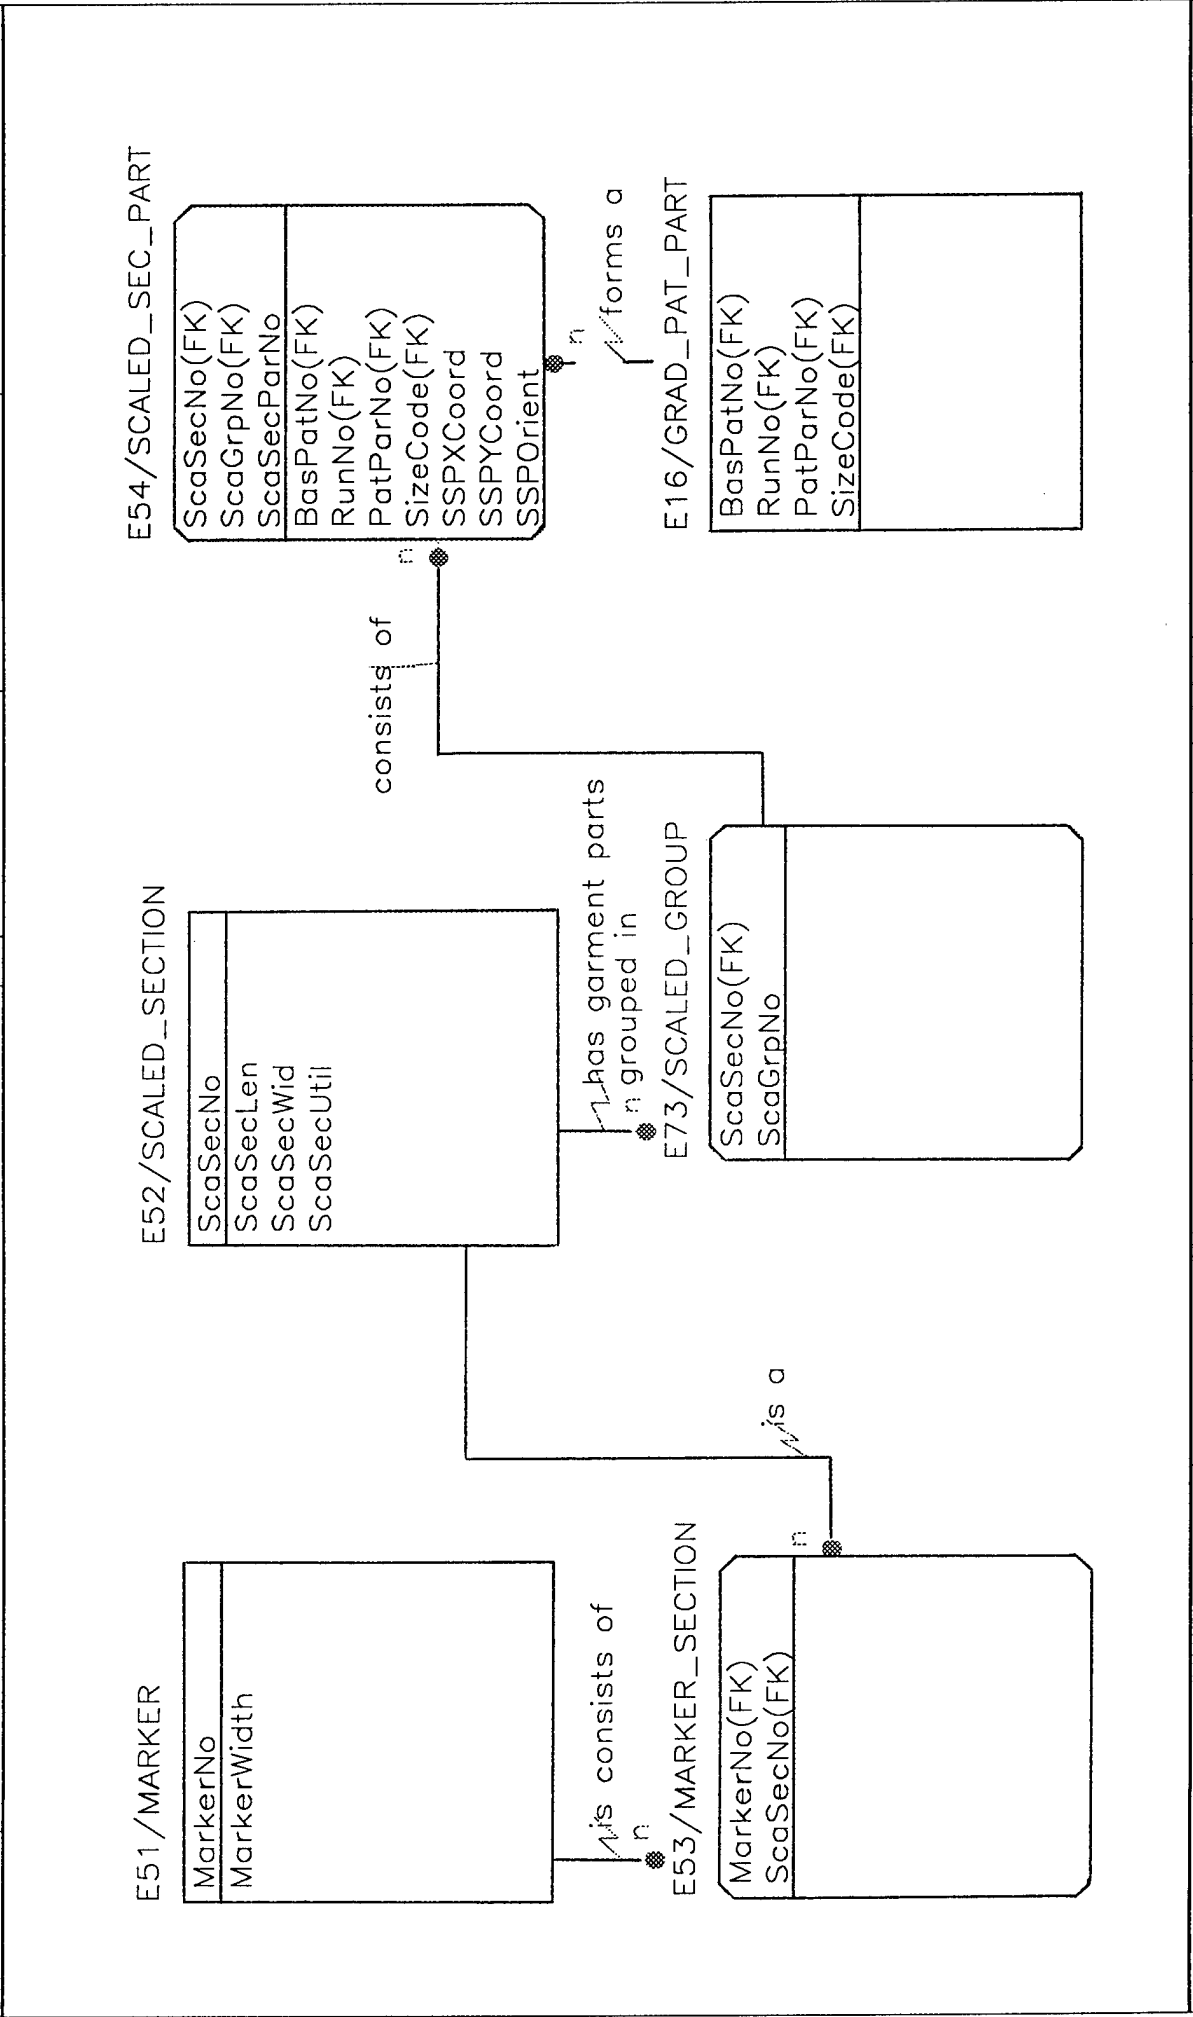 E51/MARKER
MarkerNo
MarkerWidth
is consists of
n
E53/MARKER_SECTION
MarkerNo(FK)
ScaSecNo(FK)
n
is a
E52/SCALED_SECTION
ScaSecNo
ScaSecLen
ScaSecWid
ScaSecUtil
has garment parts
n grouped in
E73/SCALED_GROUP
ScaSecNo(FK)
ScaGrpNo
consists of
n
E54/SCALED_SEC_PART
ScaSecNo(FK)
ScaGrpNo(FK)
ScaSecParNo
BasPatNo(FK)
RunNo(FK)
PatParNo(FK)
SizeCode(FK)
SSPXCoord
SSPYCoord
SSPOrient
n
forms a
E16/GRAD_PAT_PART
BasPatNo(FK)
RunNo(FK)
PatParNo(FK)
SizeCode(FK)